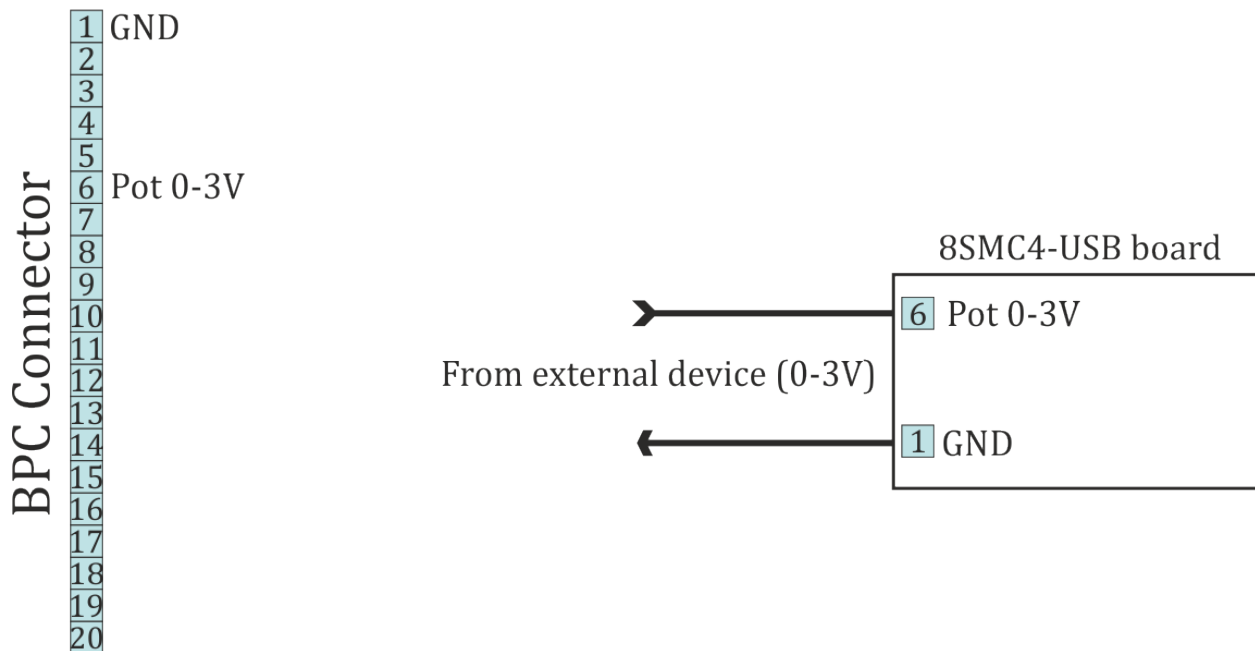 BPC Connector
1 GND
2
3
4
5
6 Pot 0-3V
7
8
9
10
11
12
13
14
15
16
17
18
19
20
8SMC4-USB board
6 Pot 0-3V
From external device (0-3V)
1 GND